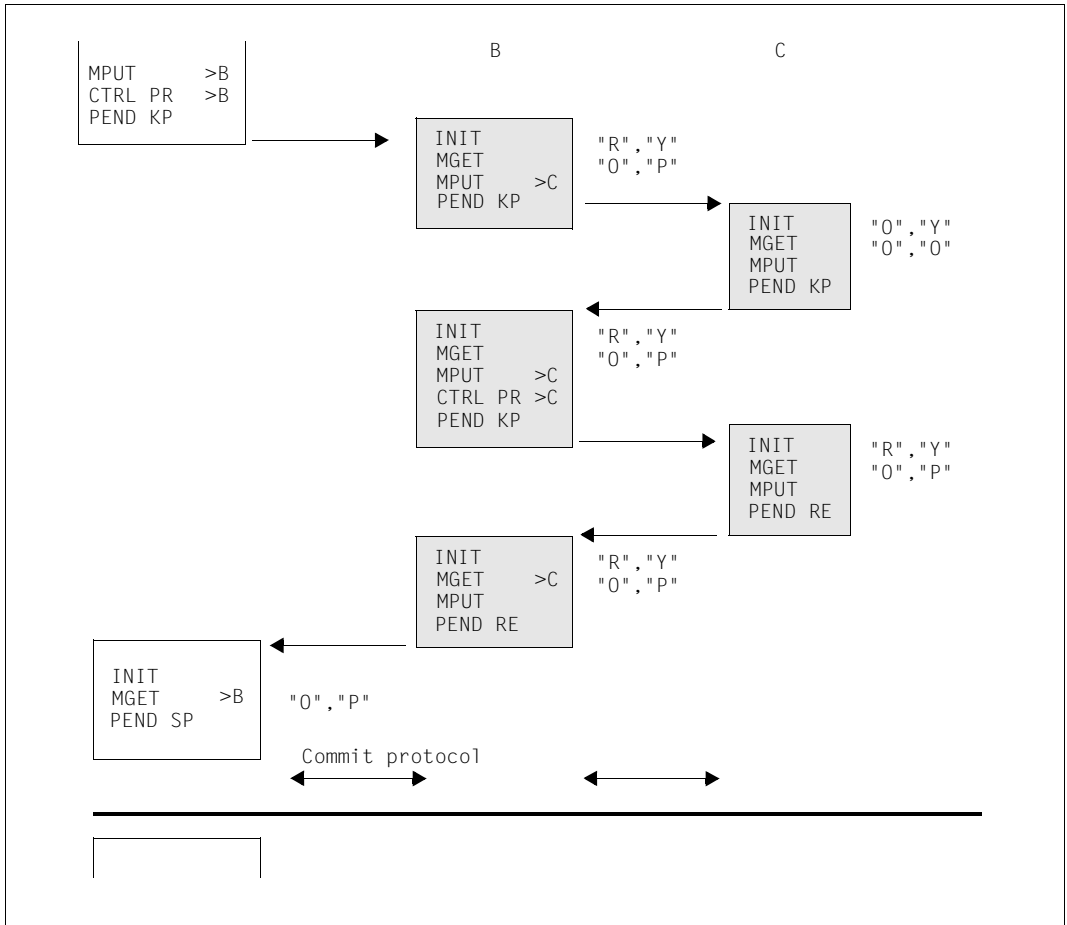 B C
MPUT >B
CTRL PR >B
PEND KP
INIT
MGET
MPUT >C
PEND KP
"R","Y"
"O","P"
INIT
MGET
MPUT
PEND KP
"O","Y"
"O","O"
INIT
MGET
MPUT >C
CTRL PR >C
PEND KP
"R","Y"
"O","P"
INIT
MGET
MPUT
PEND RE
"R","Y"
"O","P"
INIT
MGET >C
MPUT
PEND RE
"R","Y"
"O","P"
INIT
MGET >B
PEND SP
"O","P"
Commit protocol